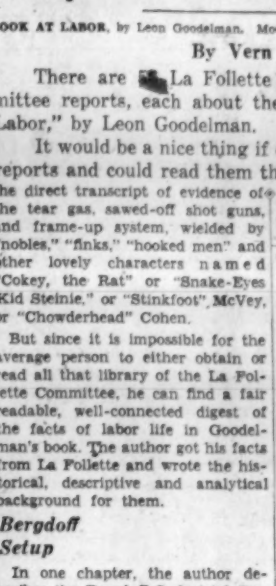 OOK AT LABOR, by Leon Goodelman. Mo
By Vern
There are La Follette
mittee reports, each about the
Labor," by Leon Goodelman.
It would be a nice thing if
reports and could read them th
the direct transcript of evidence of
the tear gas, sawed-off shot guns,
and frame-up system, wielded by
"nobles," "finks," "hooked men" and
other lovely characters named
"Cokey, the Rat" or "Snake-Eyes
Kid Steinie," or "Stinkfoot" McVey,
or "Chowderhead" Cohen.
But since it is impossible for the
average person to either obtain or
read all that library of the La Fol-
lette Committee, he can find a fair
readable, well-connected digest of
the facts of labor life in Goodel-
man's book. The author got his facts
from La Follette and wrote the his-
torical, descriptive and analytical
background for them.
Bergdoff
Setup
In one chapter, the author de-